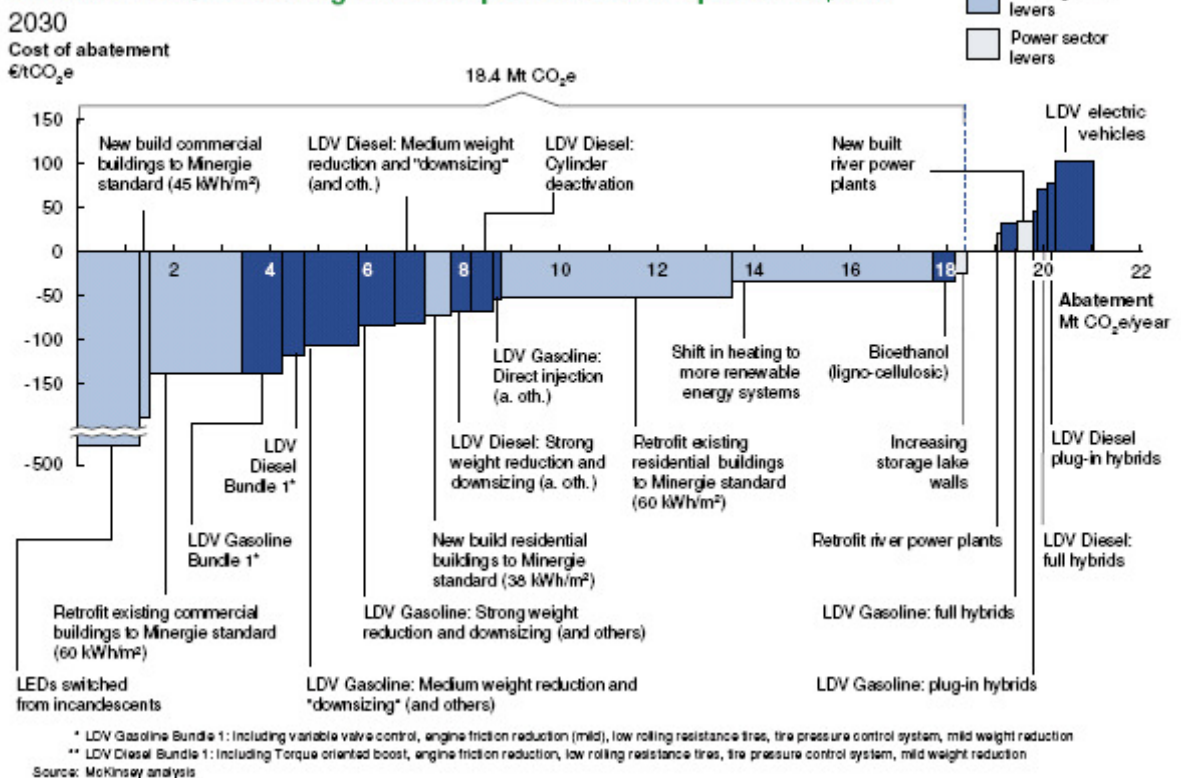 2030
Cost of abatement
€/tCO₂e
levers
Power sector
levers
18.4 Mt CO₂e
150
100
50
0
-50
-100
-150
-500
New build commercial
buildings to Minergie
standard (45 kWh/m²)
LDV Diesel: Medium weight
reduction and "downsizing"
(and oth.)
LDV Diesel:
Cylinder
deactivation
New built
river power
plants
LDV electric
vehicles
2
4
6
8
10
12
14
16
18
20
22
Abatement
Mt CO₂e/year
LDV Gasoline:
Direct injection
(a. oth.)
Shift in heating to
more renewable
energy systems
Bioethanol
(ligno-cellulosic)
LDV
Diesel
Bundle 1*
LDV Diesel: Strong
weight reduction and
downsizing (a. oth.)
Retrofit existing
residential buildings
to Minergie standard
(60 kWh/m²)
Increasing
storage lake
walls
LDV Diesel
plug-in hybrids
LDV Gasoline
Bundle 1*
New build residential
buildings to Minergie
standard (38 kWh/m²)
Retrofit river power plants
LDV Diesel:
full hybrids
Retrofit existing commercial
buildings to Minergie standard
(60 kWh/m²)
LDV Gasoline: Strong weight
reduction and downsizing (and others)
LDV Gasoline: full hybrids
LEDs switched
from incandescents
LDV Gasoline: Medium weight reduction and
"downsizing" (and others)
LDV Gasoline: plug-in hybrids
* LDV Gasoline Bundle 1: Including variable valve control, engine friction reduction (mild), low rolling resistance tires, tire pressure control system, mild weight reduction
** LDV Diesel Bundle 1: Including Torque oriented boost, engine friction reduction, low rolling resistance tires, tire pressure control system, mild weight reduction
Source: McKinsey analysis